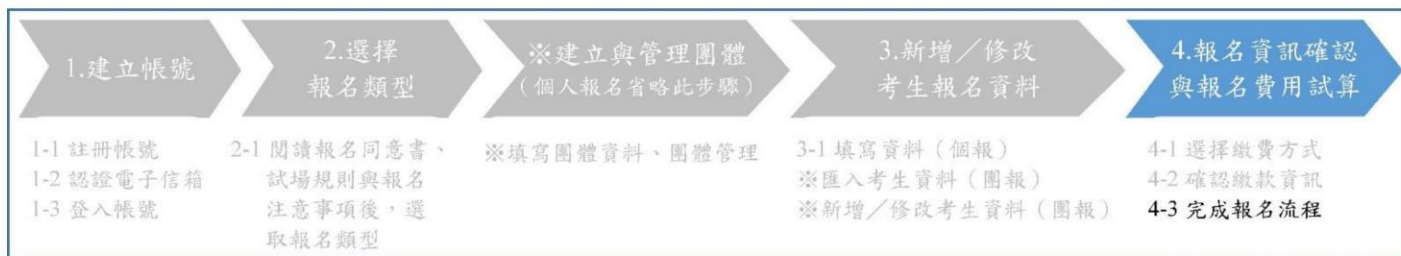 1.建立帳號
2.選擇
報名類型
※建立與管理團體
（個人報名省略此步驟）
3.新增／修改
考生報名資料
4.報名資訊確認
與報名費用試算
1-1 註冊帳號
1-2 認證電子信箱
1-3 登入帳號
2-1 閱讀報名同意書、
試場規則與報名
注意事項後，選
取報名類型
※填寫團體資料、團體管理
3-1 填寫資料（個報）
※匯入考生資料（團報）
※新增／修改考生資料（團報）
4-1 選擇繳費方式
4-2 確認繳款資訊
4-3 完成報名流程